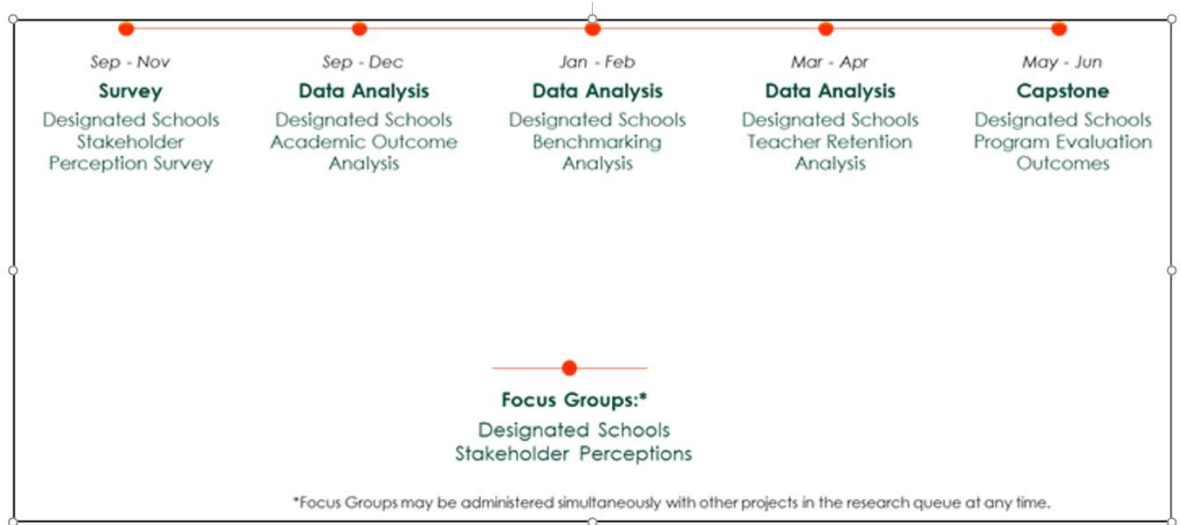 Sep - Nov
Survey
Designated Schools
Stakeholder
Perception Survey
Sep - Dec
Data Analysis
Designated Schools
Academic Outcome
Analysis
Jan - Feb
Data Analysis
Designated Schools
Benchmarking
Analysis
Mar - Apr
Data Analysis
Designated Schools
Teacher Retention
Analysis
May - Jun
Capstone
Designated Schools
Program Evaluation
Outcomes
Focus Groups:*
Designated Schools
Stakeholder Perceptions
*Focus Groups may be administered simultaneously with other projects in the research queue at any time.